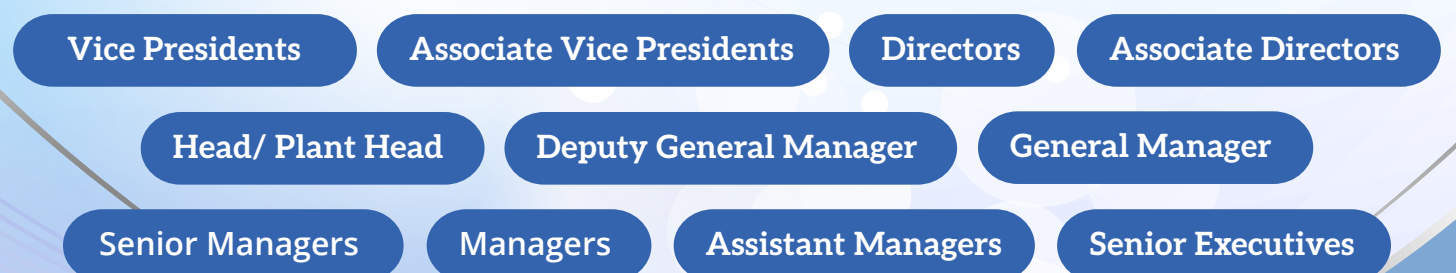 Vice Presidents Associate Vice Presidents Directors Associate Directors
Head/ Plant Head Deputy General Manager General Manager
Senior Managers Managers Assistant Managers Senior Executives